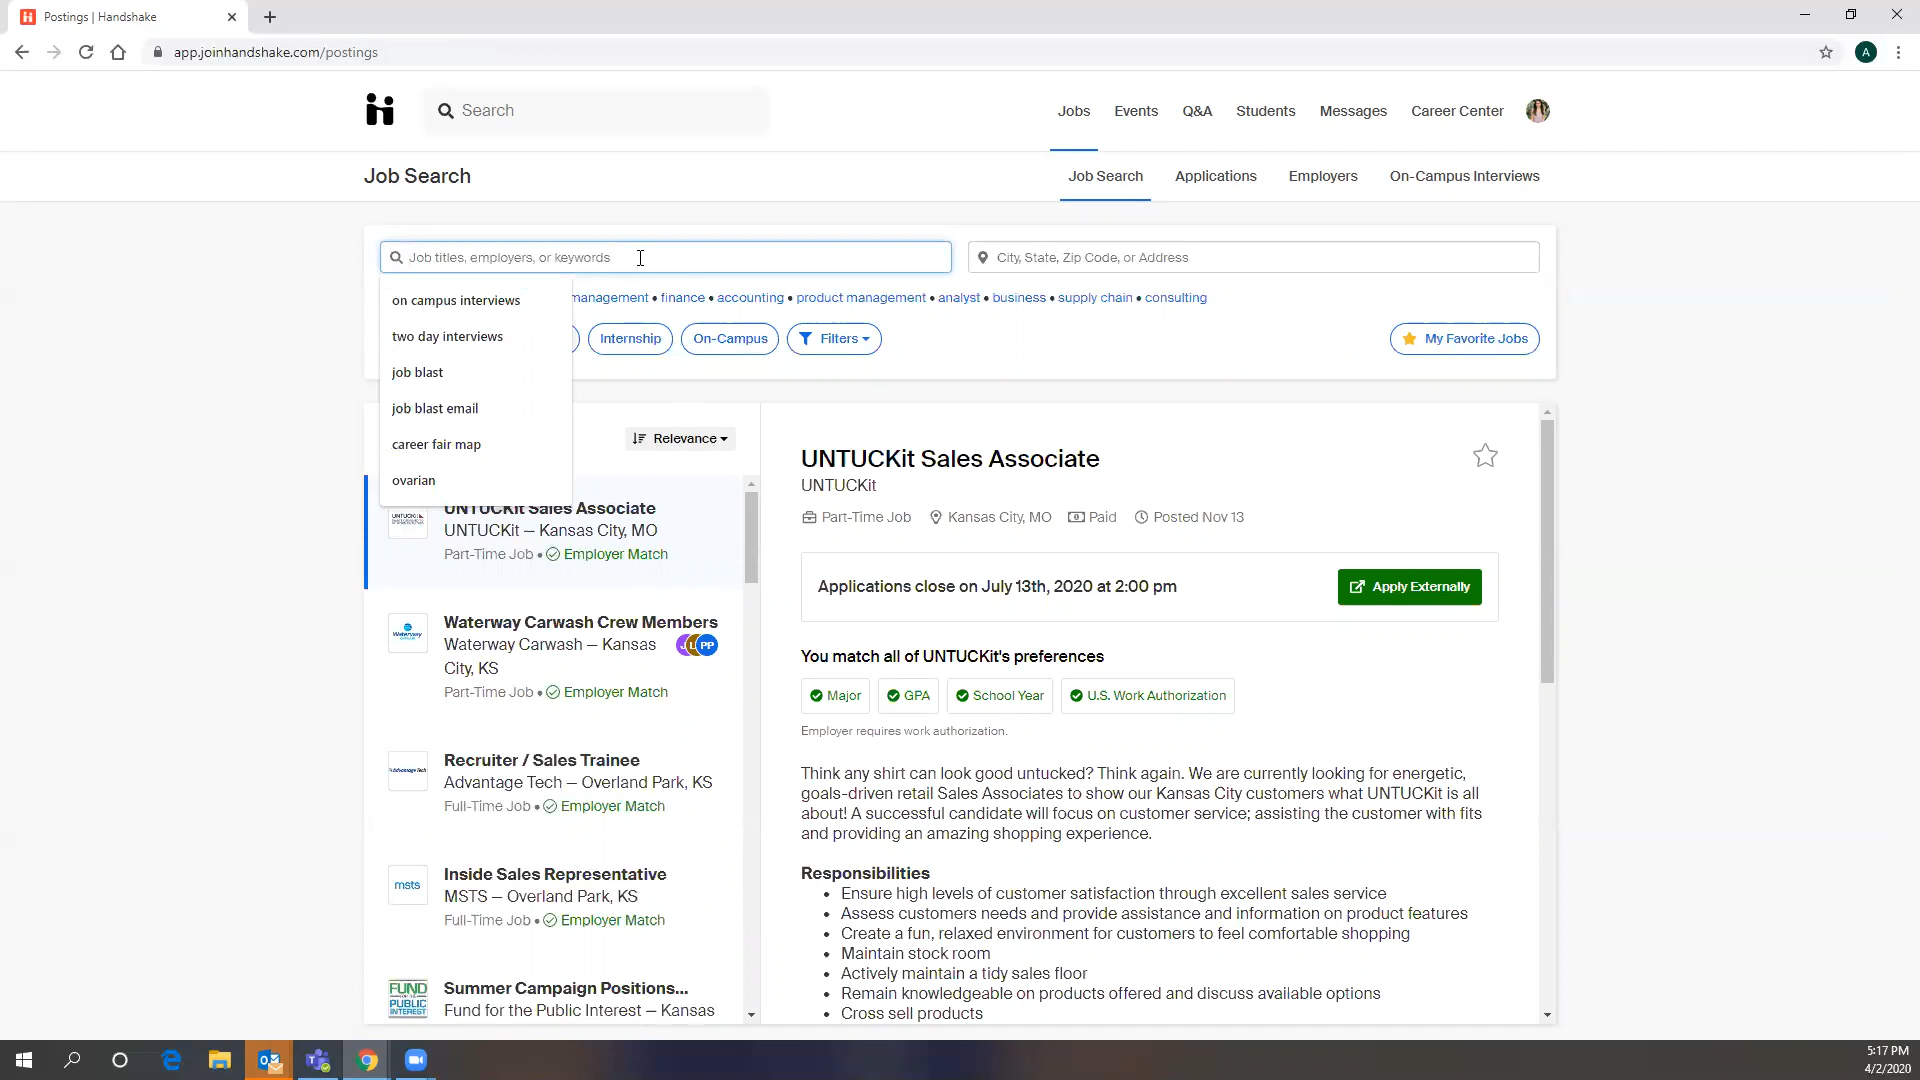 Postings | Handshake
app.joinhandshake.com/postings
A
Search
Jobs
Events
Q&A
Students
Messages
Career Center
Job Search
Job Search
Applications
Employers
On-Campus Interviews
Job titles, employers, or keywords
City, State, Zip Code, or Address
management • finance • accounting • product management • analyst • business • supply chain • consulting
Internship
On-Campus
Filters
My Favorite Jobs
on campus interviews
two day interviews
job blast
job blast email
career fair map
ovarian
Relevance
UNTUCKit Sales Associate
UNTUCKit — Kansas City, MO
Part-Time Job • Employer Match
Waterway Carwash Crew Members
Waterway Carwash — Kansas
City, KS
PP
Part-Time Job • Employer Match
Recruiter / Sales Trainee
Advantage Tech — Overland Park, KS
Full-Time Job • Employer Match
msts
Inside Sales Representative
MSTS — Overland Park, KS
Full-Time Job • Employer Match
FUND
PUBLIC
INTEREST
Summer Campaign Positions...
Fund for the Public Interest — Kansas
UNTUCKit Sales Associate
UNTUCKit
Part-Time Job
Kansas City, MO
Paid
Posted Nov 13
Applications close on July 13th, 2020 at 2:00 pm
Apply Externally
You match all of UNTUCKit's preferences
Major
GPA
School Year
U.S. Work Authorization
Employer requires work authorization.
Think any shirt can look good untucked? Think again. We are currently looking for energetic,
goals-driven retail Sales Associates to show our Kansas City customers what UNTUCKit is all
about! A successful candidate will focus on customer service; assisting the customer with fits
and providing an amazing shopping experience.
Responsibilities
• Ensure high levels of customer satisfaction through excellent sales service
• Assess customers needs and provide assistance and information on product features
• Create a fun, relaxed environment for customers to feel comfortable shopping
• Maintain stock room
• Actively maintain a tidy sales floor
• Remain knowledgeable on products offered and discuss available options
• Cross sell products
5:17 PM
4/2/2020